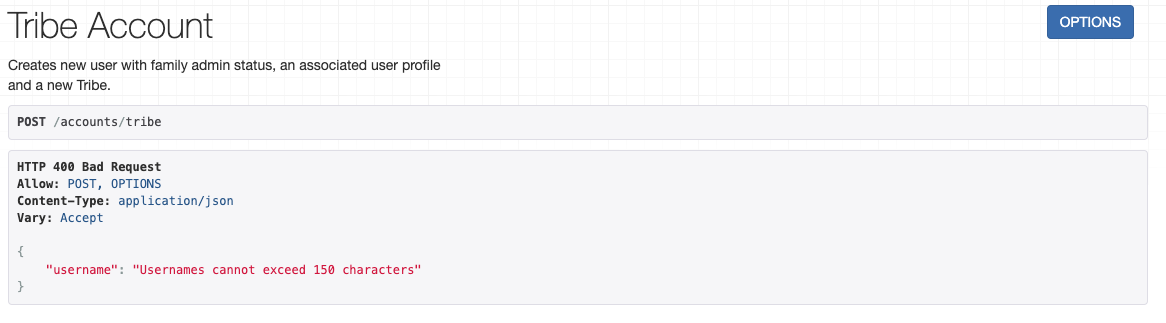 Tribe Account
OPTIONS
Creates new user with family admin status, an associated user profile
and a new Tribe.
POST /accounts/tribe
HTTP 400 Bad Request
Allow: POST, OPTIONS
Content-Type: application/json
Vary: Accept
{
    "username": "Usernames cannot exceed 150 characters"
}